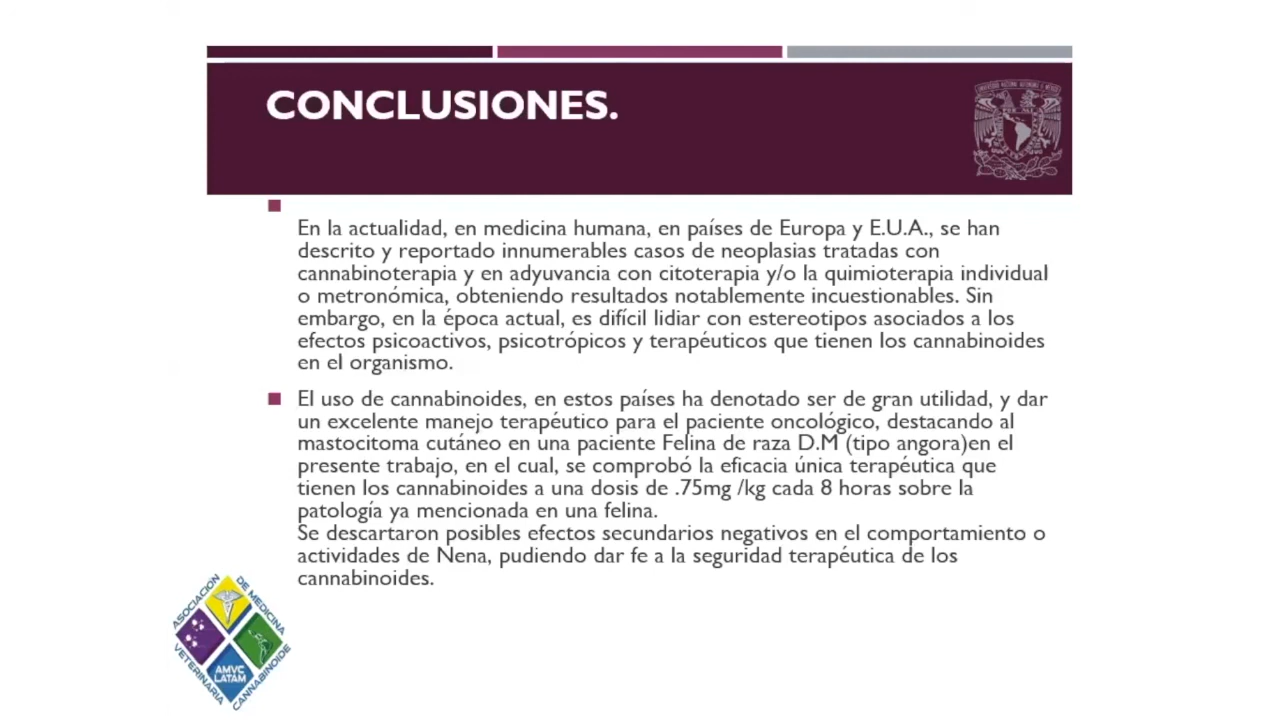 CONCLUSIONES.
En la actualidad, en medicina humana, en países de Europa y E.U.A., se han
descrito y reportado innumerables casos de neoplasias tratadas con
cannabinoterapia y en adyuvancia con citoterapia y/o la quimioterapia individual
o metronómica, obteniendo resultados notablemente incuestionables. Sin
embargo, en la época actual, es difícil lidiar con estereotipos asociados a los
efectos psicoactivos, psicotrópicos y terapéuticos que tienen los cannabinoides
en el organismo.
El uso de cannabinoides, en estos países ha denotado ser de gran utilidad, y dar
un excelente manejo terapéutico para el paciente oncológico, destacando al
mastocitoma cutáneo en una paciente Felina de raza D.M (tipo angora)en el
presente trabajo, en el cual, se comprobó la eficacia única terapéutica que
tienen los cannabinoides a una dosis de .75mg /kg cada 8 horas sobre la
patología ya mencionada en una felina.
Se descartaron posibles efectos secundarios negativos en el comportamiento o
actividades de Nena, pudiendo dar fe a la seguridad terapéutica de los
cannabinoides.
ASOCIACIÓN
DE MEDICINA
VETERINARIA
CANNABINOIDE
AMVC
LATAM